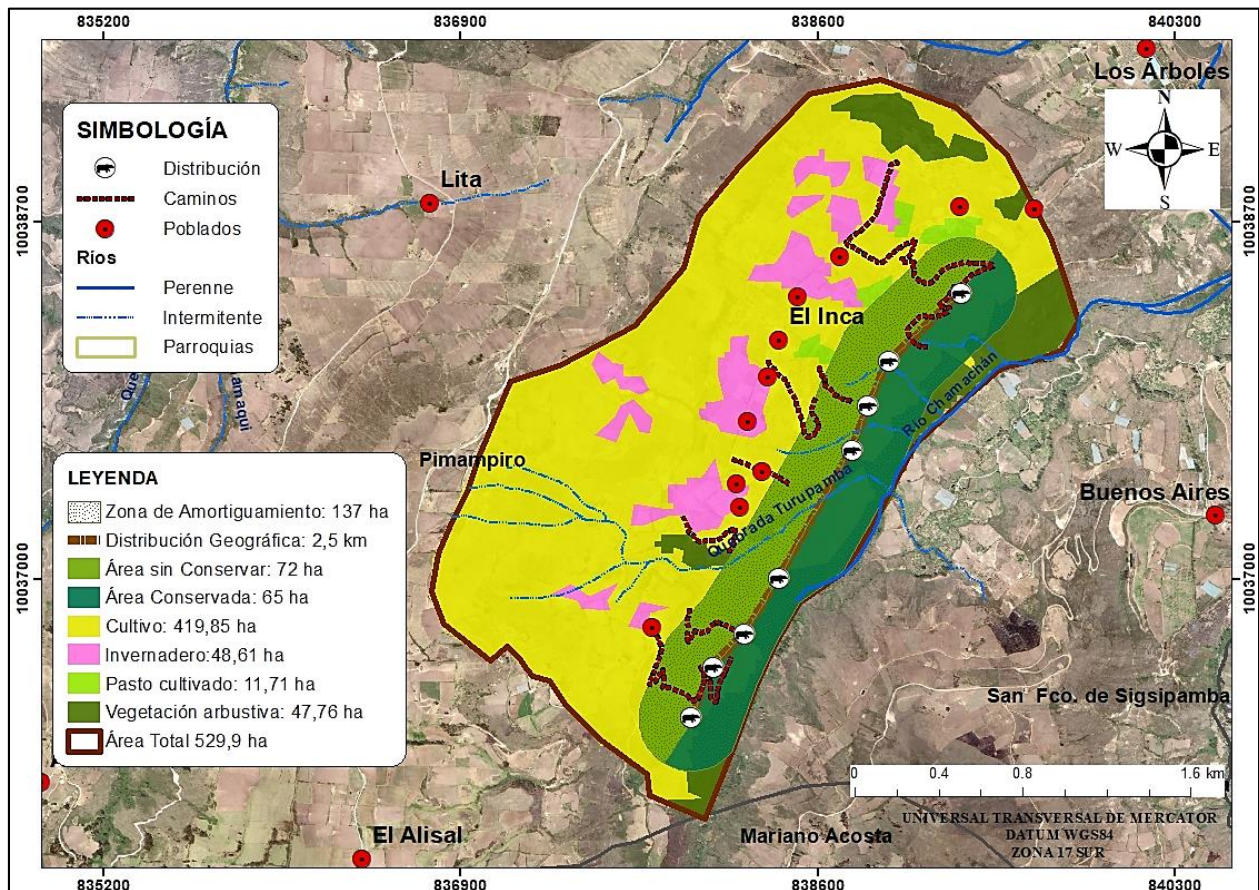 835200
836900
838600
840300
Los Árboles
N
W
E
S
SIMBOLOGÍA
Distribución
Caminos
Poblados
Ríos
Perenne
Intermitente
Parroquias
Lita
10038700
10038700
El Inca
Río Chamachán
Que
amaqui
Pimampiro
Quebrada Turupamba
Buenos Aires
10037000
10037000
LEYENDA
Zona de Amortiguamiento: 137 ha
Distribución Geográfica: 2,5 km
Área sin Conservar: 72 ha
Área Conservada: 65 ha
Cultivo: 419,85 ha
Invernadero:48,61 ha
Pasto cultivado: 11,71 ha
Vegetación arbustiva: 47,76 ha
Área Total 529,9 ha
San Fco. de Sigsipamba
0 0.4 0.8 1.6 km
UNIVERSAL TRANSVERSAL DE MERCATOR
DATUM WGS84
ZONA 17 SUR
El Alisal
Mariano Acosta
835200
836900
838600
840300